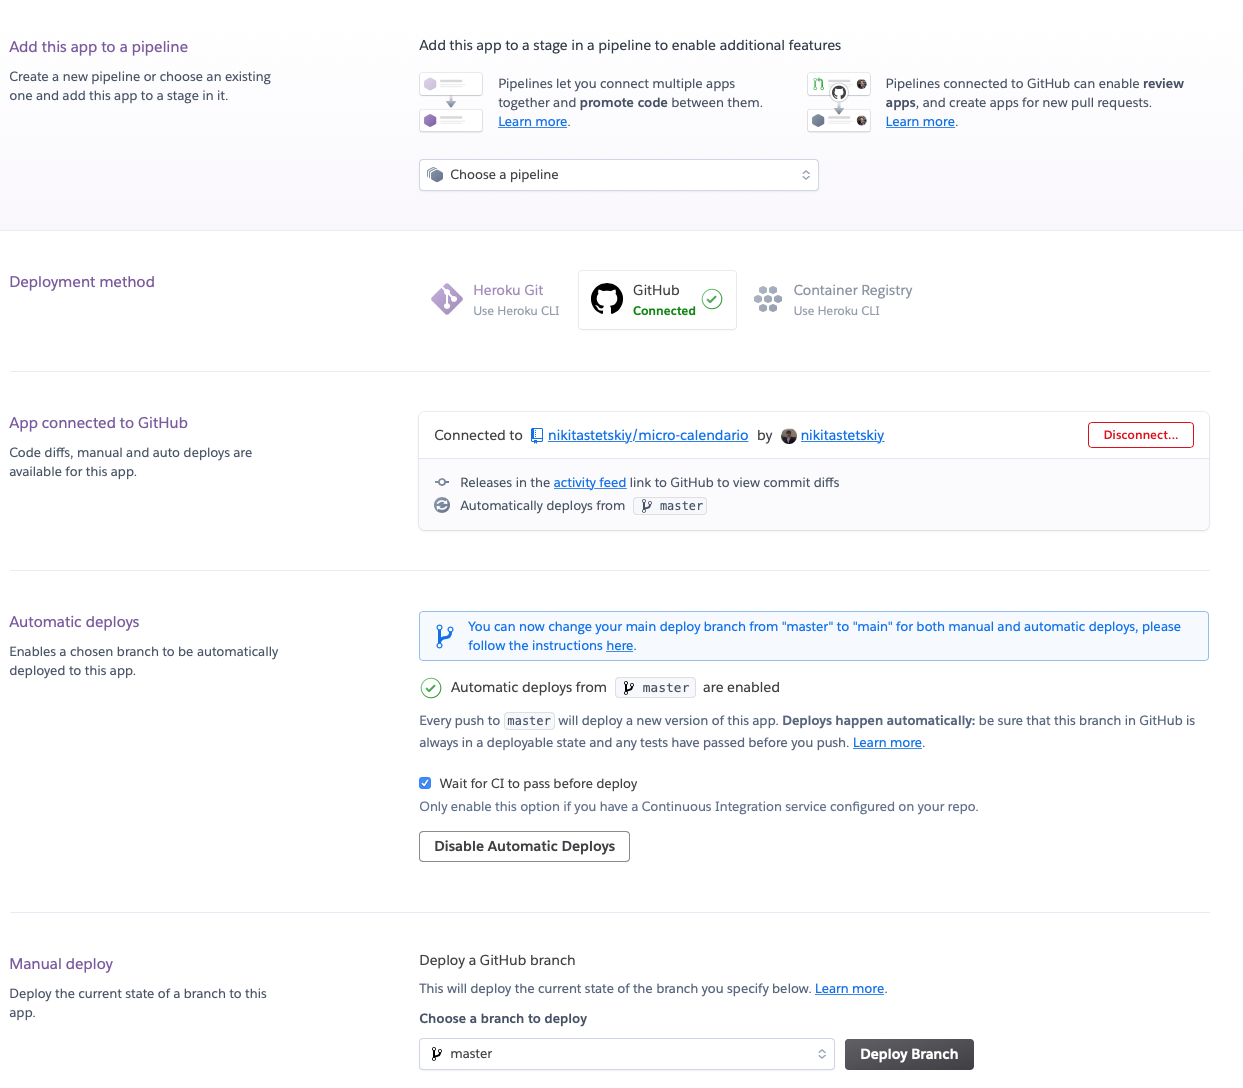 Add this app to a pipeline
Create a new pipeline or choose an existing
one and add this app to a stage in it.
Add this app to a stage in a pipeline to enable additional features
Pipelines let you connect multiple apps
together and promote code between them.
Learn more.
Pipelines connected to GitHub can enable review
apps, and create apps for new pull requests.
Learn more.
Choose a pipeline
Deployment method
Heroku Git
Use Heroku CLI
GitHub
Connected
Container Registry
Use Heroku CLI
App connected to GitHub
Code diffs, manual and auto deploys are
available for this app.
Connected to nikitastetskiy/micro-calendario by nikitastetskiy
Disconnect...
Releases in the activity feed link to GitHub to view commit diffs
Automatically deploys from master
Automatic deploys
Enables a chosen branch to be automatically
deployed to this app.
You can now change your main deploy branch from "master" to "main" for both manual and automatic deploys, please
follow the instructions here.
Automatic deploys from master are enabled
Every push to master will deploy a new version of this app. Deploys happen automatically: be sure that this branch in GitHub is
always in a deployable state and any tests have passed before you push. Learn more.
Wait for CI to pass before deploy
Only enable this option if you have a Continuous Integration service configured on your repo.
Disable Automatic Deploys
Manual deploy
Deploy the current state of a branch to this
app.
Deploy a GitHub branch
This will deploy the current state of the branch you specify below. Learn more.
Choose a branch to deploy
master
Deploy Branch